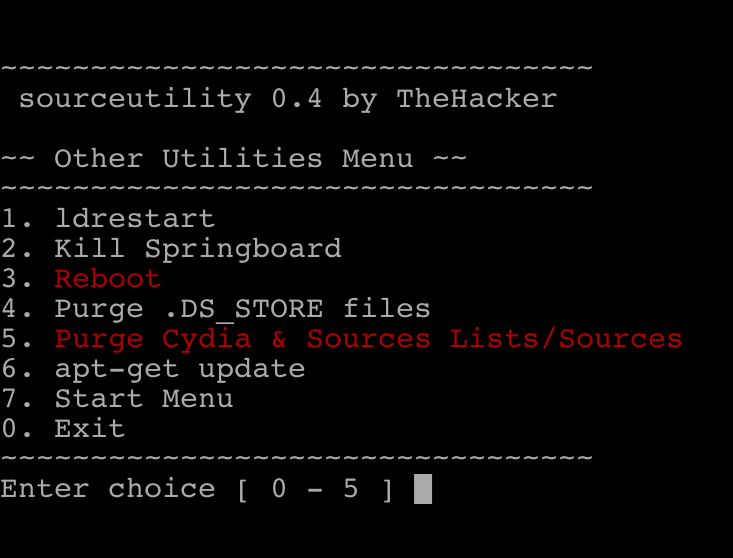 ~~~~~~~~~~~~~~~~~~~~~~~~~~~~~~~~~
sourceutility 0.4 by TheHacker
~~ Other Utilities Menu ~~
~~~~~~~~~~~~~~~~~~~~~~~~~~~~~~~~~
1. ldrestart
2. Kill Springboard
3. Reboot
4. Purge .DS_STORE files
5. Purge Cydia & Sources Lists/Sources
6. apt-get update
7. Start Menu
0. Exit
~~~~~~~~~~~~~~~~~~~~~~~~~~~~~~~~~
Enter choice [ 0 - 5 ]